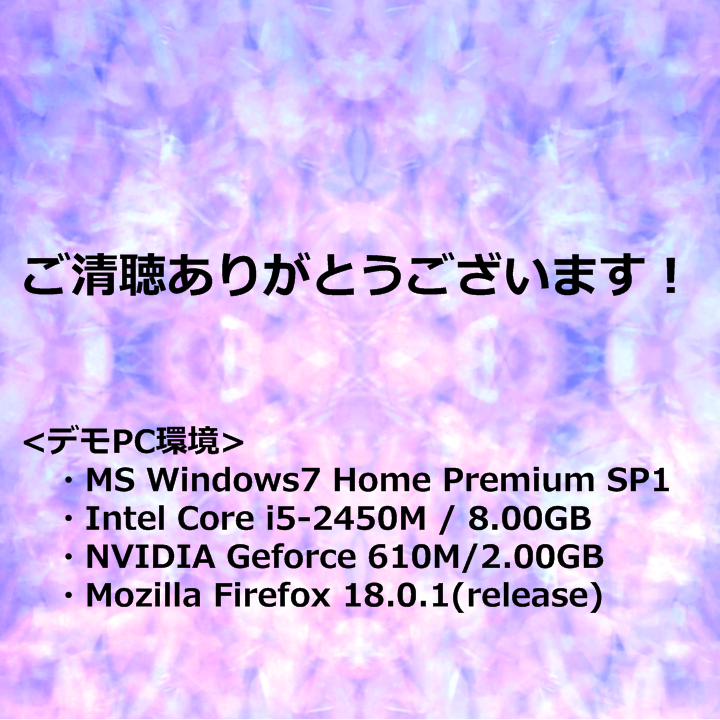 ご清聴ありがとうございます！
<デモPC環境>
・MS Windows7 Home Premium SP1
・Intel Core i5-2450M / 8.00GB
・NVIDIA Geforce 610M/2.00GB
・Mozilla Firefox 18.0.1(release)